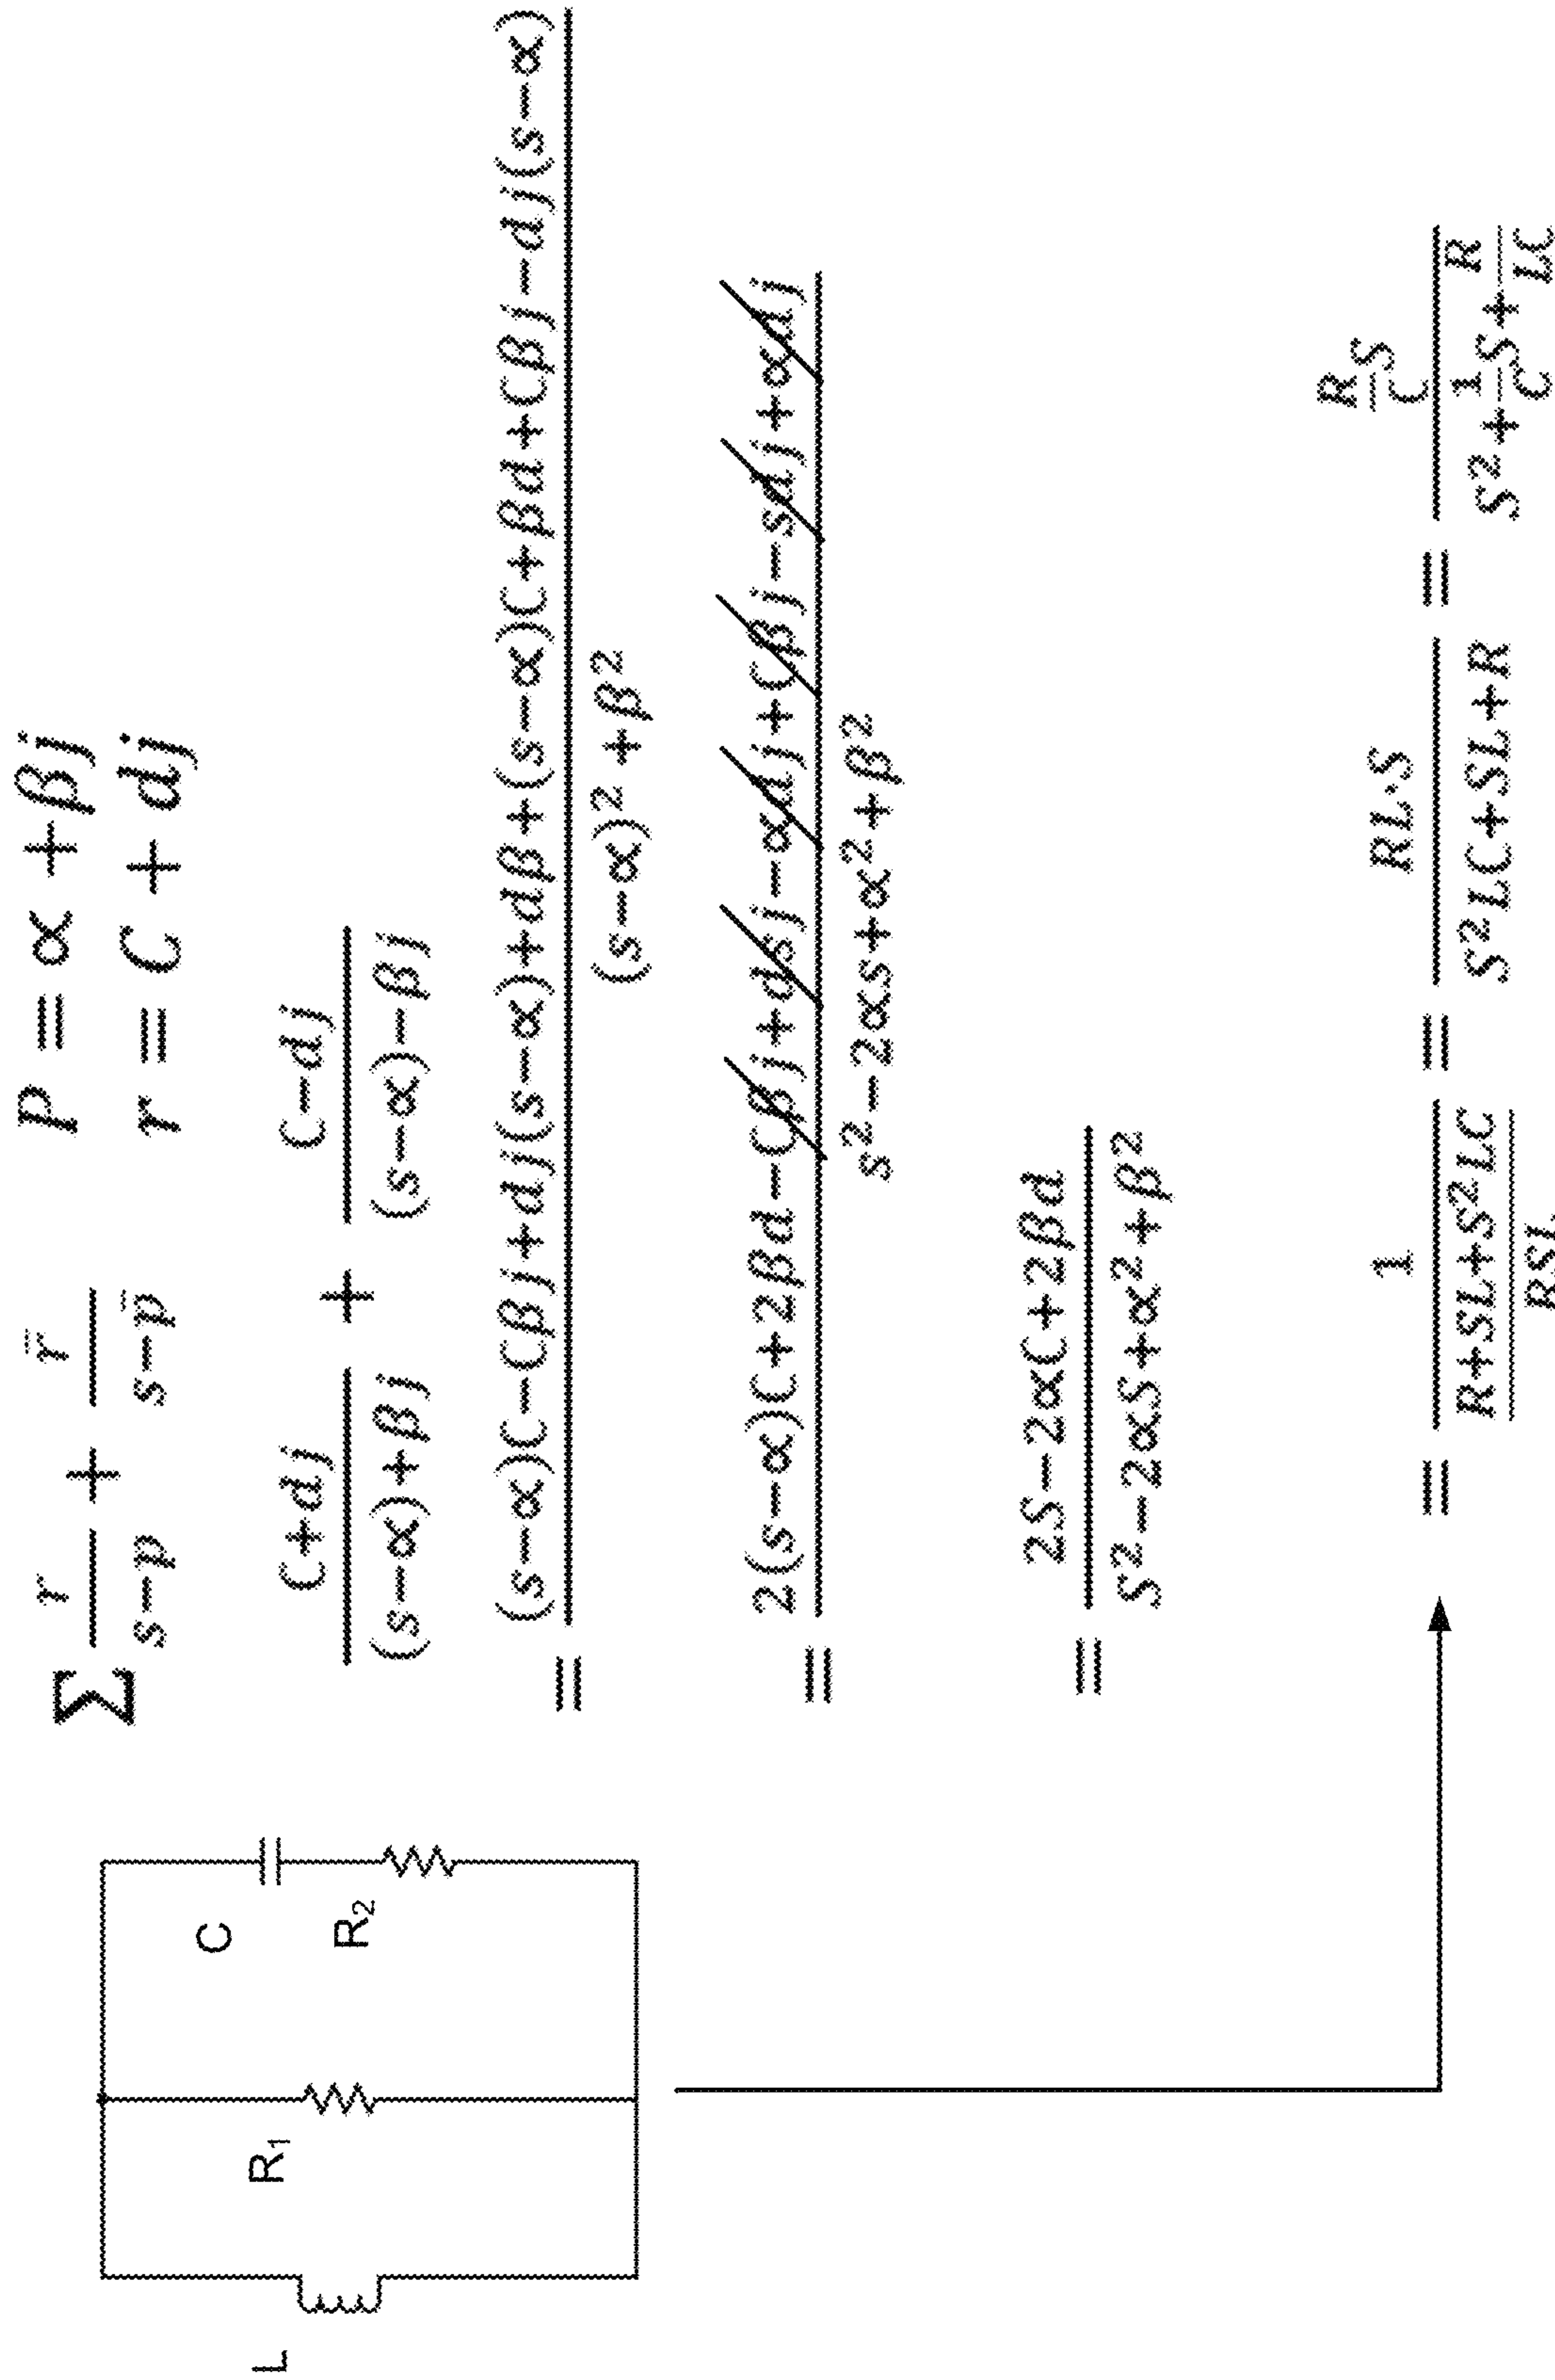 L
R₁
C
R₂
∑ r/(s−p) + r̄/(s−p̄)
P = α + βj
r = C + dj
(C+dj)/((s−α)+βj) + (C−dj)/((s−α)−βj)
= ((s−α)C−Cβj+dj(s−α)+dβ+(s−α)C+βd+Cβj−dj(s−α))/((s−α)²+β²)
= (2(s−α)C+2βd−Cβj+dsj−αdj+Cβj−sdj+αdj)/(s²−2αs+α²+β²)
= (2S−2αC+2βd)/(S²−2αS+α²+β²)
= 1/((R+SL+S²LC)/RSL) = (RL·S)/(S²LC+SL+R) = (R/C S)/(S²+1/C S+R/LC)